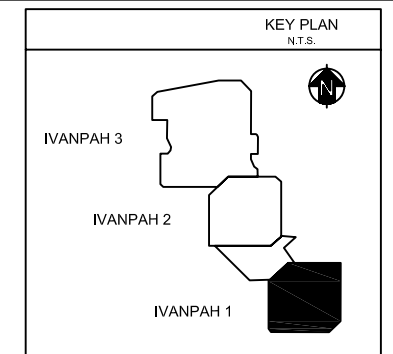 KEY PLAN
N.T.S.
N
IVANPAH 3
IVANPAH 2
IVANPAH 1